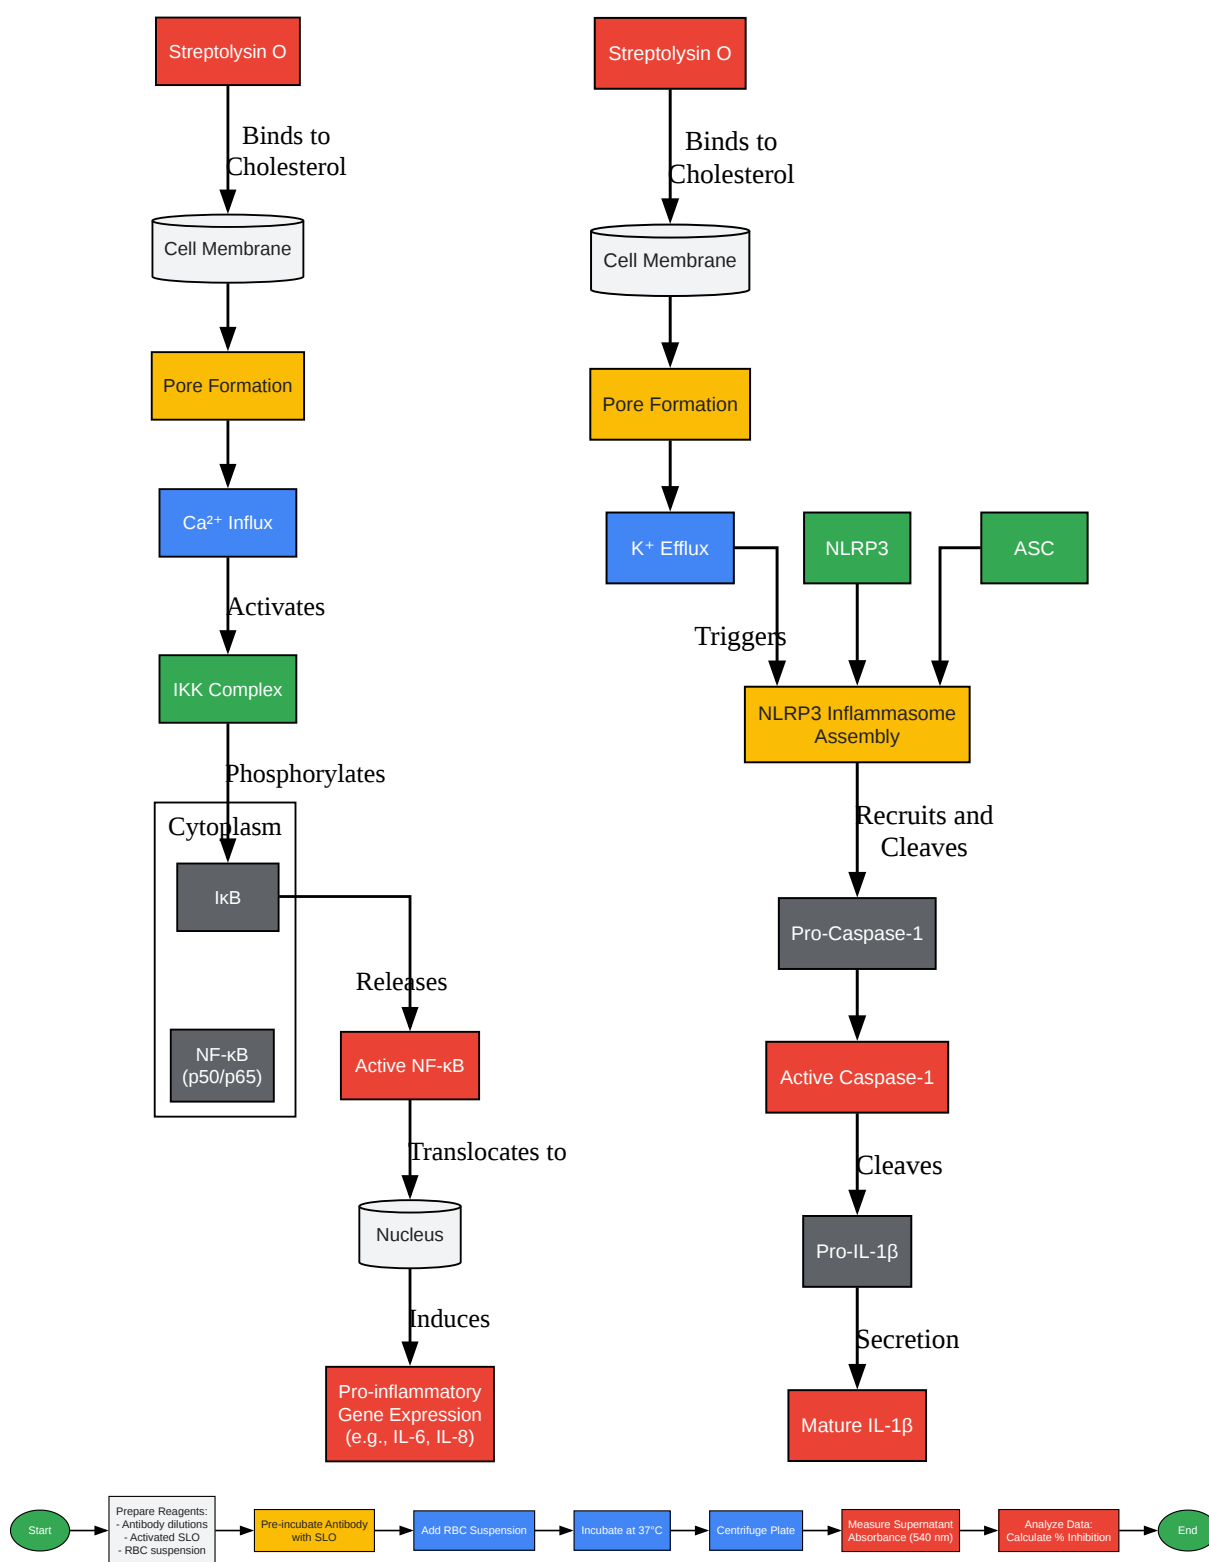 Streptolysin O
Binds to
Cholesterol
Cell Membrane
Pore Formation
Ca²⁺ Influx
Activates
IKK Complex
Phosphorylates
Cytoplasm
IκB
Releases
NF-κB
(p50/p65)
Active NF-κB
Translocates to
Nucleus
Induces
Pro-inflammatory
Gene Expression
(e.g., IL-6, IL-8)
Streptolysin O
Binds to
Cholesterol
Cell Membrane
Pore Formation
K⁺ Efflux
NLRP3
ASC
Triggers
NLRP3 Inflammasome
Assembly
Recruits and
Cleaves
Pro-Caspase-1
Active Caspase-1
Cleaves
Pro-IL-1β
Secretion
Mature IL-1β
Start
Prepare Reagents:
- Antibody dilutions
- Activated SLO
- RBC suspension
Pre-incubate Antibody
with SLO
Add RBC Suspension
Incubate at 37°C
Centrifuge Plate
Measure Supernatant
Absorbance (540 nm)
Analyze Data:
Calculate % Inhibition
End